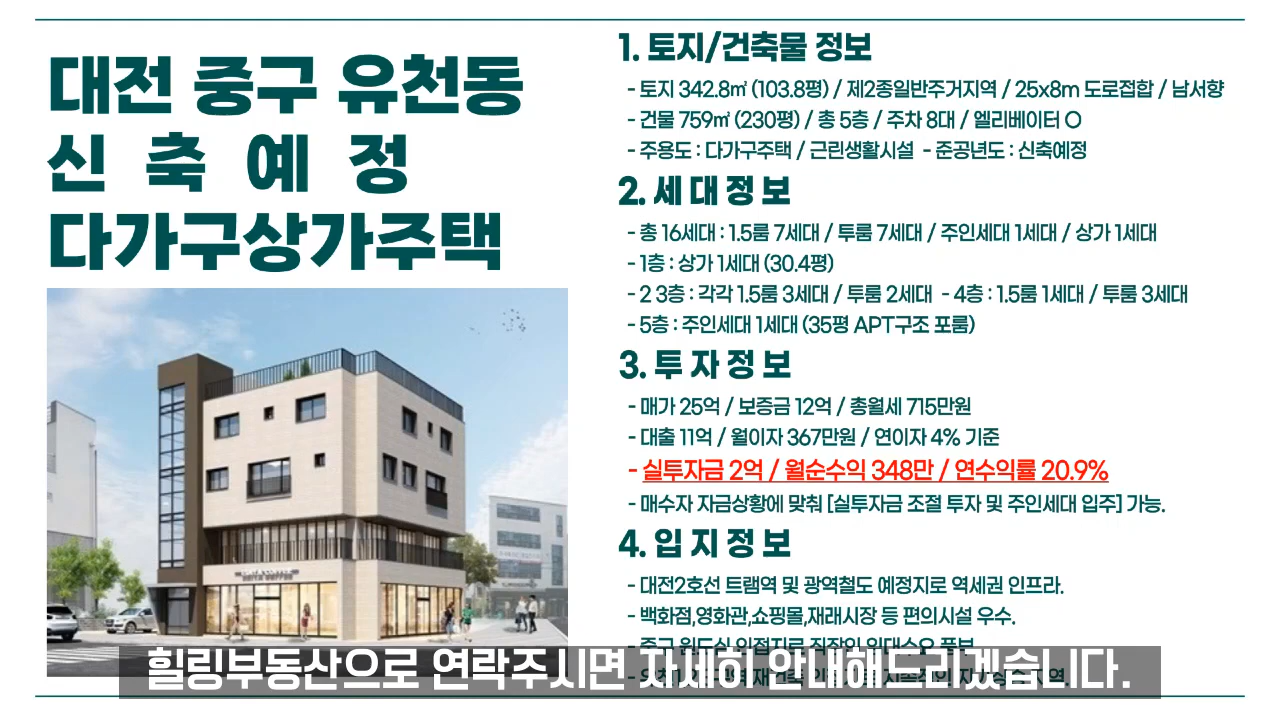 대전 중구 유천동
신 축 예 정
다가구상가주택
1. 토지/건축물 정보
- 토지 342.8㎡ (103.8평) / 제2종일반주거지역 / 25x8m 도로접합 / 남서향
- 건물 759㎡ (230평) / 총 5층 / 주차 8대 / 엘리베이터 O
- 주용도 : 다가구주택 / 근린생활시설 - 준공년도 : 신축예정
2. 세 대 정 보
- 총 16세대 : 1.5룸 7세대 / 투룸 7세대 / 주인세대 1세대 / 상가 1세대
- 1층 : 상가 1세대 (30.4평)
- 2 3층 : 각각 1.5룸 3세대 / 투룸 2세대 - 4층 : 1.5룸 1세대 / 투룸 3세대
- 5층 : 주인세대 1세대 (35평 APT구조 포룸)
3. 투 자 정 보
- 매가 25억 / 보증금 12억 / 총월세 715만원
- 대출 11억 / 월이자 367만원 / 연이자 4% 기준
- 실투자금 2억 / 월순수익 348만 / 연수익률 20.9%
- 매수자 자금상황에 맞춰 [실투자금 조절 투자 및 주인세대 입주] 가능.
4. 입 지 정 보
- 대전2호선 트램역 및 광역철도 예정지로 역세권 인프라.
- 백화점,영화관,쇼핑몰,재래시장 등 편의시설 우수.
- 중구 원도심 인접지로 직장인 임대수요 풍부
힐링부동산으로 연락주시면 자세히 안내해드리겠습니다.